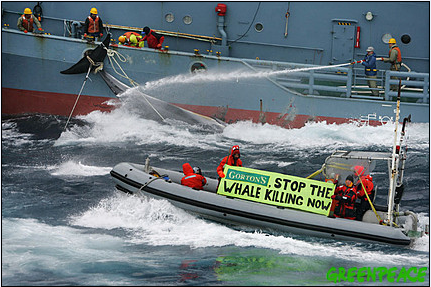 GORTON'S, STOP THE
WHALE KILLING NOW
GREENPEACE